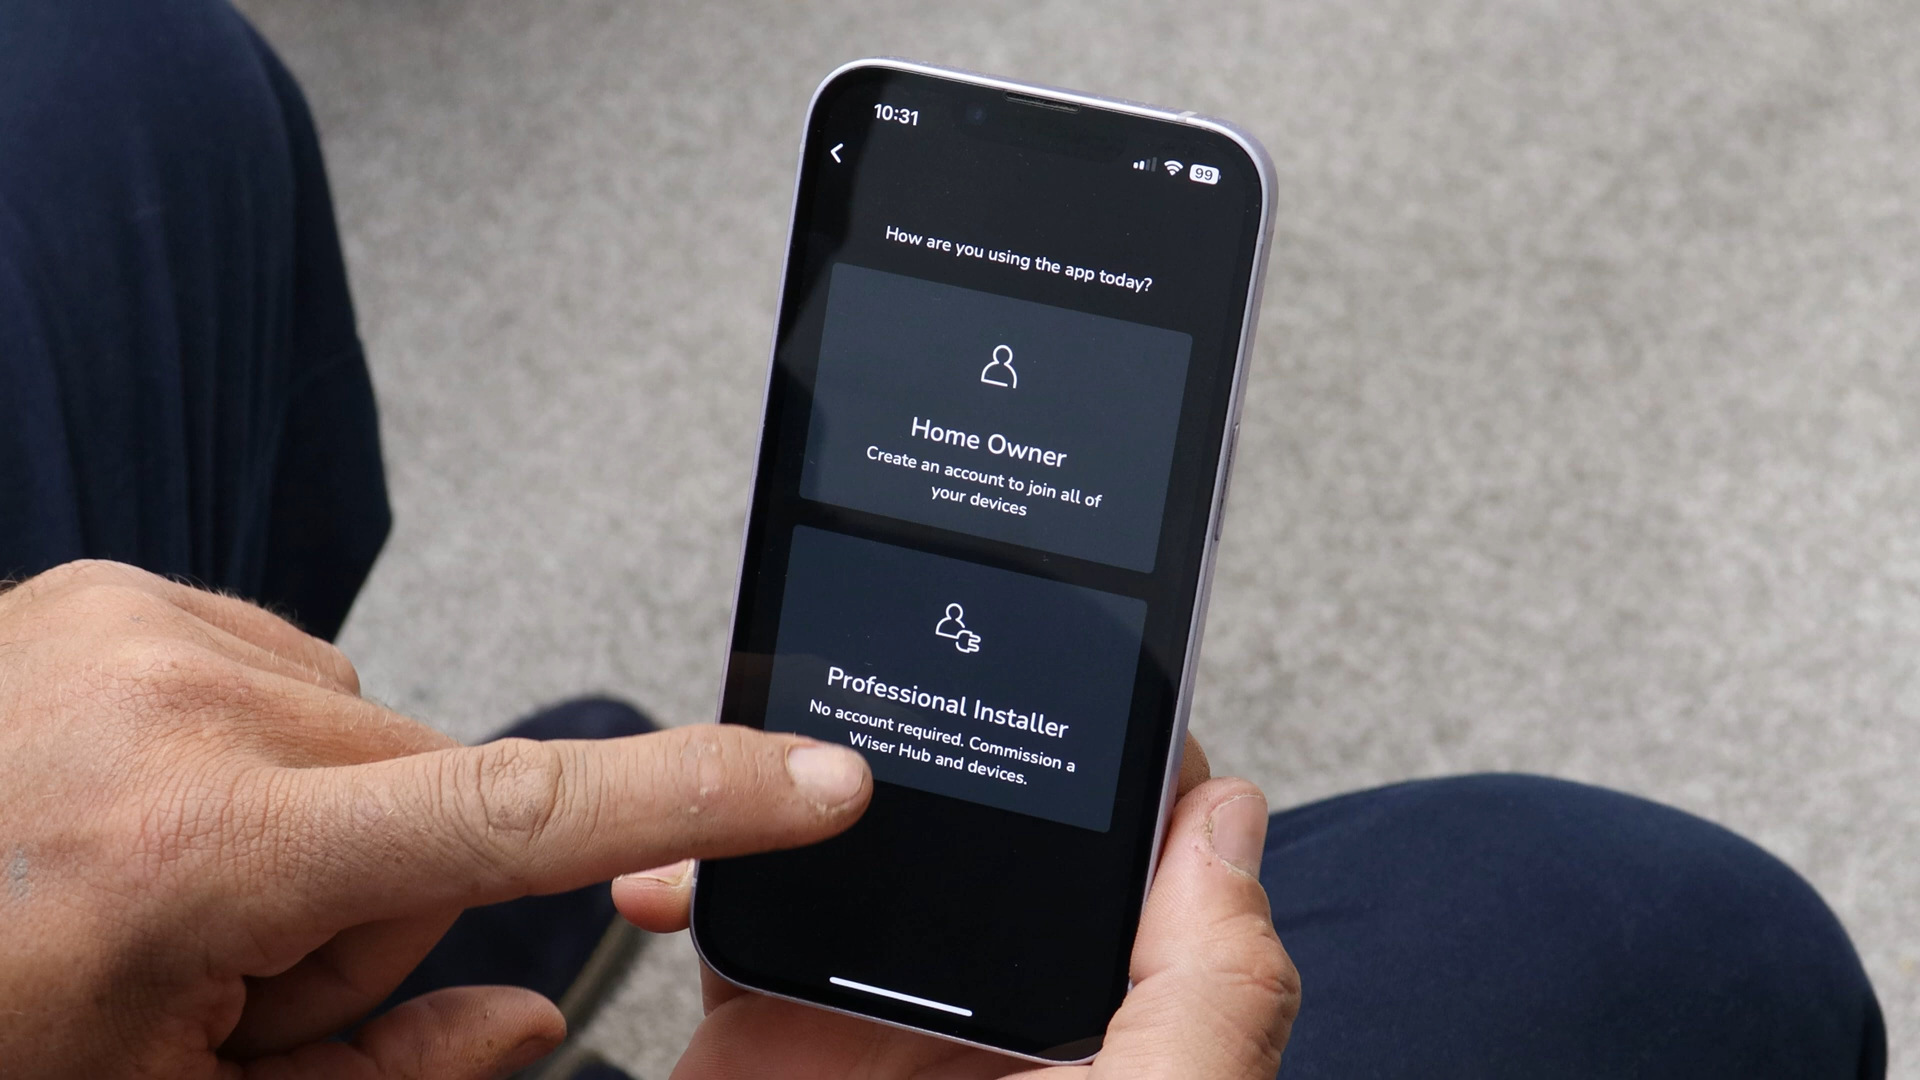 10:31
99
How are you using the app today?
Home Owner
Create an account to join all of
your devices
Professional Installer
No account required. Commission a
Wiser Hub and devices.